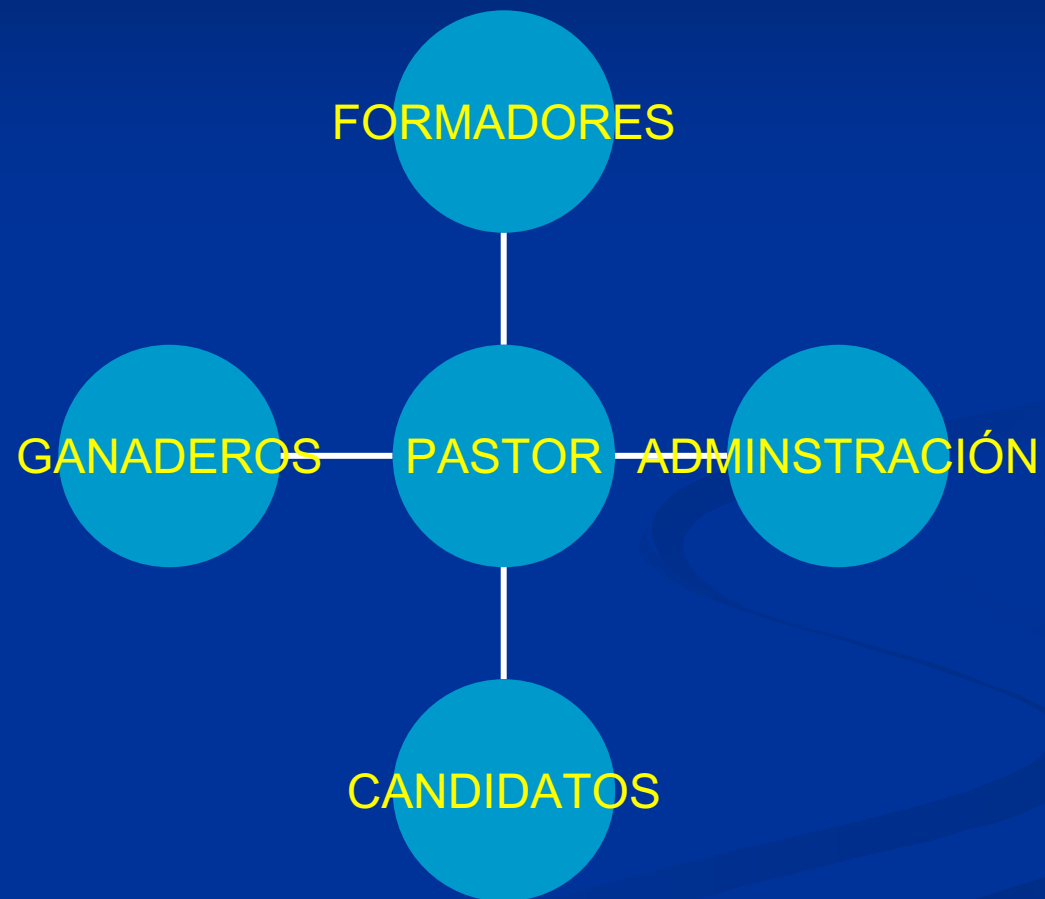 FORMADORES
GANADEROS
PASTOR
ADMINSTRACIÓN
CANDIDATOS